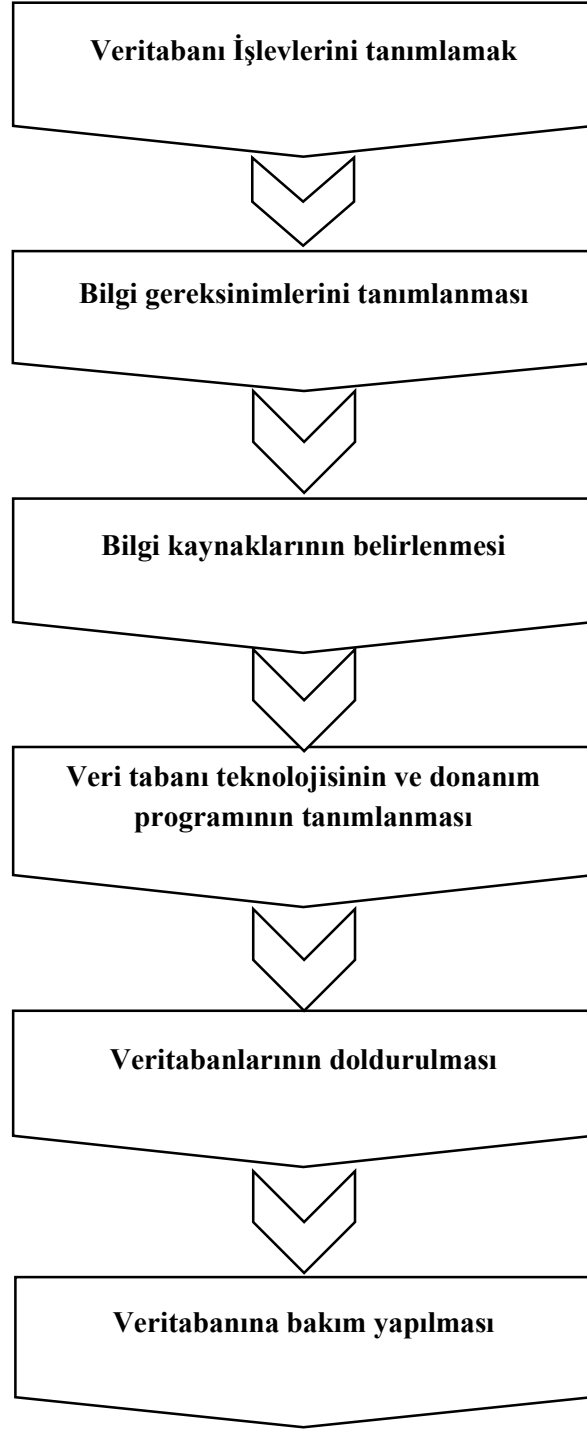 Veritabanı İşlevlerini tanımlamak
Bilgi gereksinimlerini tanımlanması
Bilgi kaynaklarının belirlenmesi
Veri tabanı teknolojisinin ve donanım
programının tanımlanması
Veritabanlarının doldurulması
Veritabanına bakım yapılması